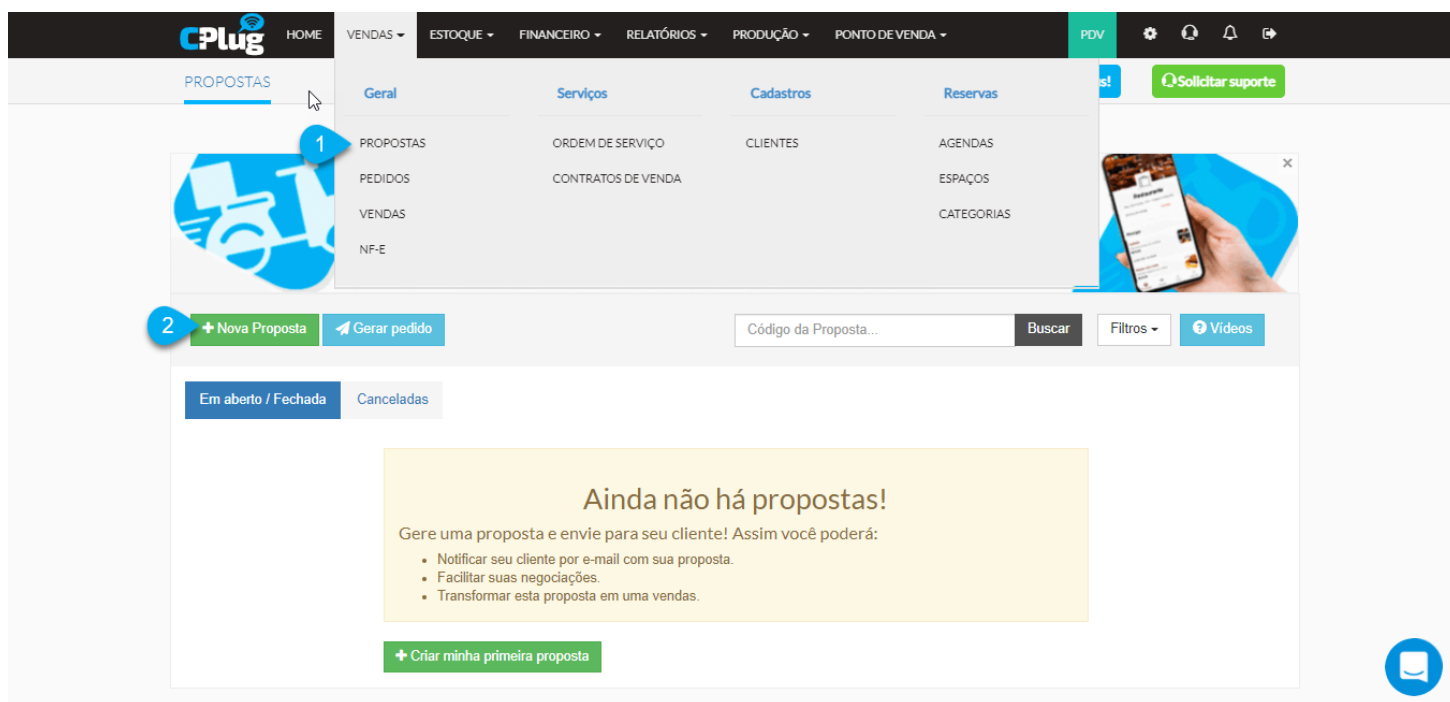 CPlug
HOME
VENDAS
ESTOQUE
FINANCEIRO
RELATÓRIOS
PRODUÇÃO
PONTO DE VENDA
PDV
PROPOSTAS
s!
Solicitar suporte
Geral
Serviços
Cadastros
Reservas
1
PROPOSTAS
ORDEM DE SERVIÇO
CLIENTES
AGENDAS
PEDIDOS
CONTRATOS DE VENDA
ESPAÇOS
VENDAS
CATEGORIAS
NF-E
Restaurante
2
+ Nova Proposta
Gerar pedido
Código da Proposta...
Buscar
Filtros
Vídeos
Em aberto / Fechada
Canceladas
Ainda não há propostas!
Gere uma proposta e envie para seu cliente! Assim você poderá:
• Notificar seu cliente por e-mail com sua proposta.
• Facilitar suas negociações.
• Transformar esta proposta em uma vendas.
+ Criar minha primeira proposta